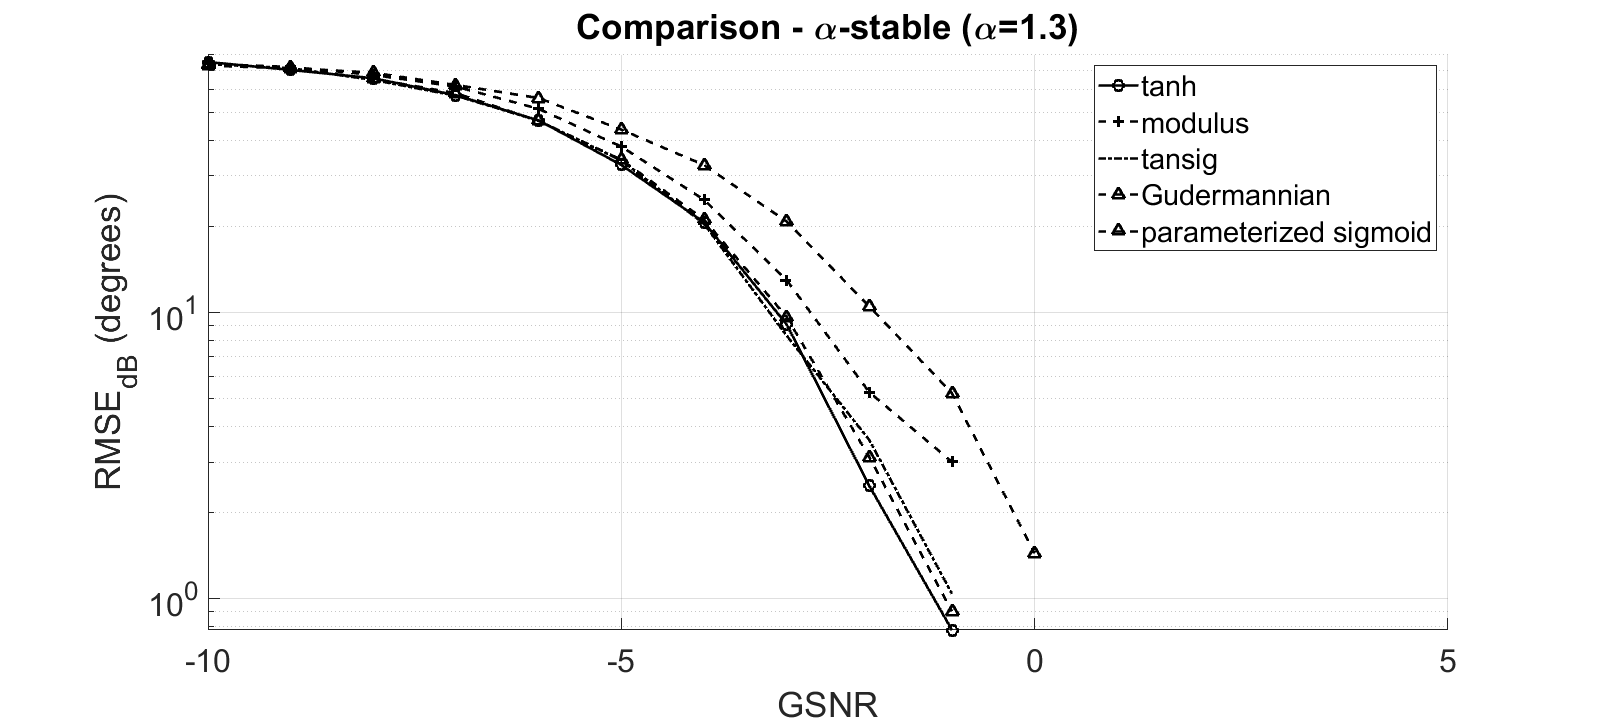 Comparison - α-stable (α=1.3)
tanh
modulus
tansig
Gudermannian
parameterized sigmoid
RMSE_dB (degrees)
10^1
10^0
-10 -5 0 5
GSNR